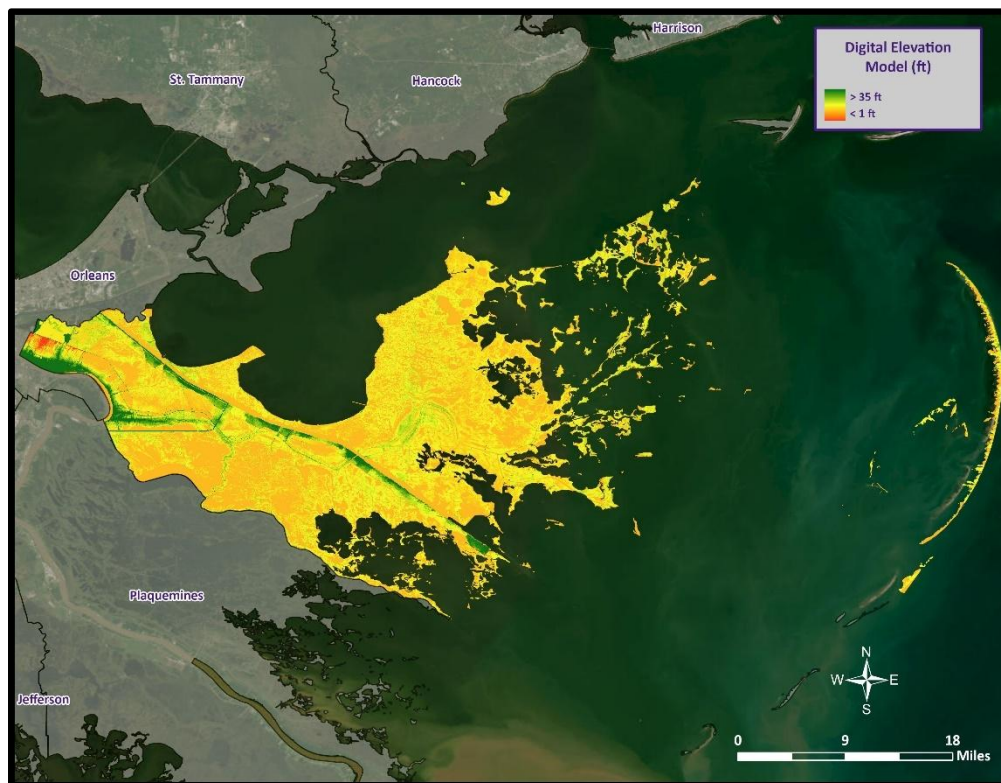 Harrison
St. Tammany
Hancock
Digital Elevation
Model (ft)
> 35 ft
< 1 ft
Orleans
Plaquemines
Jefferson
N
W E
S
0 9 18
Miles